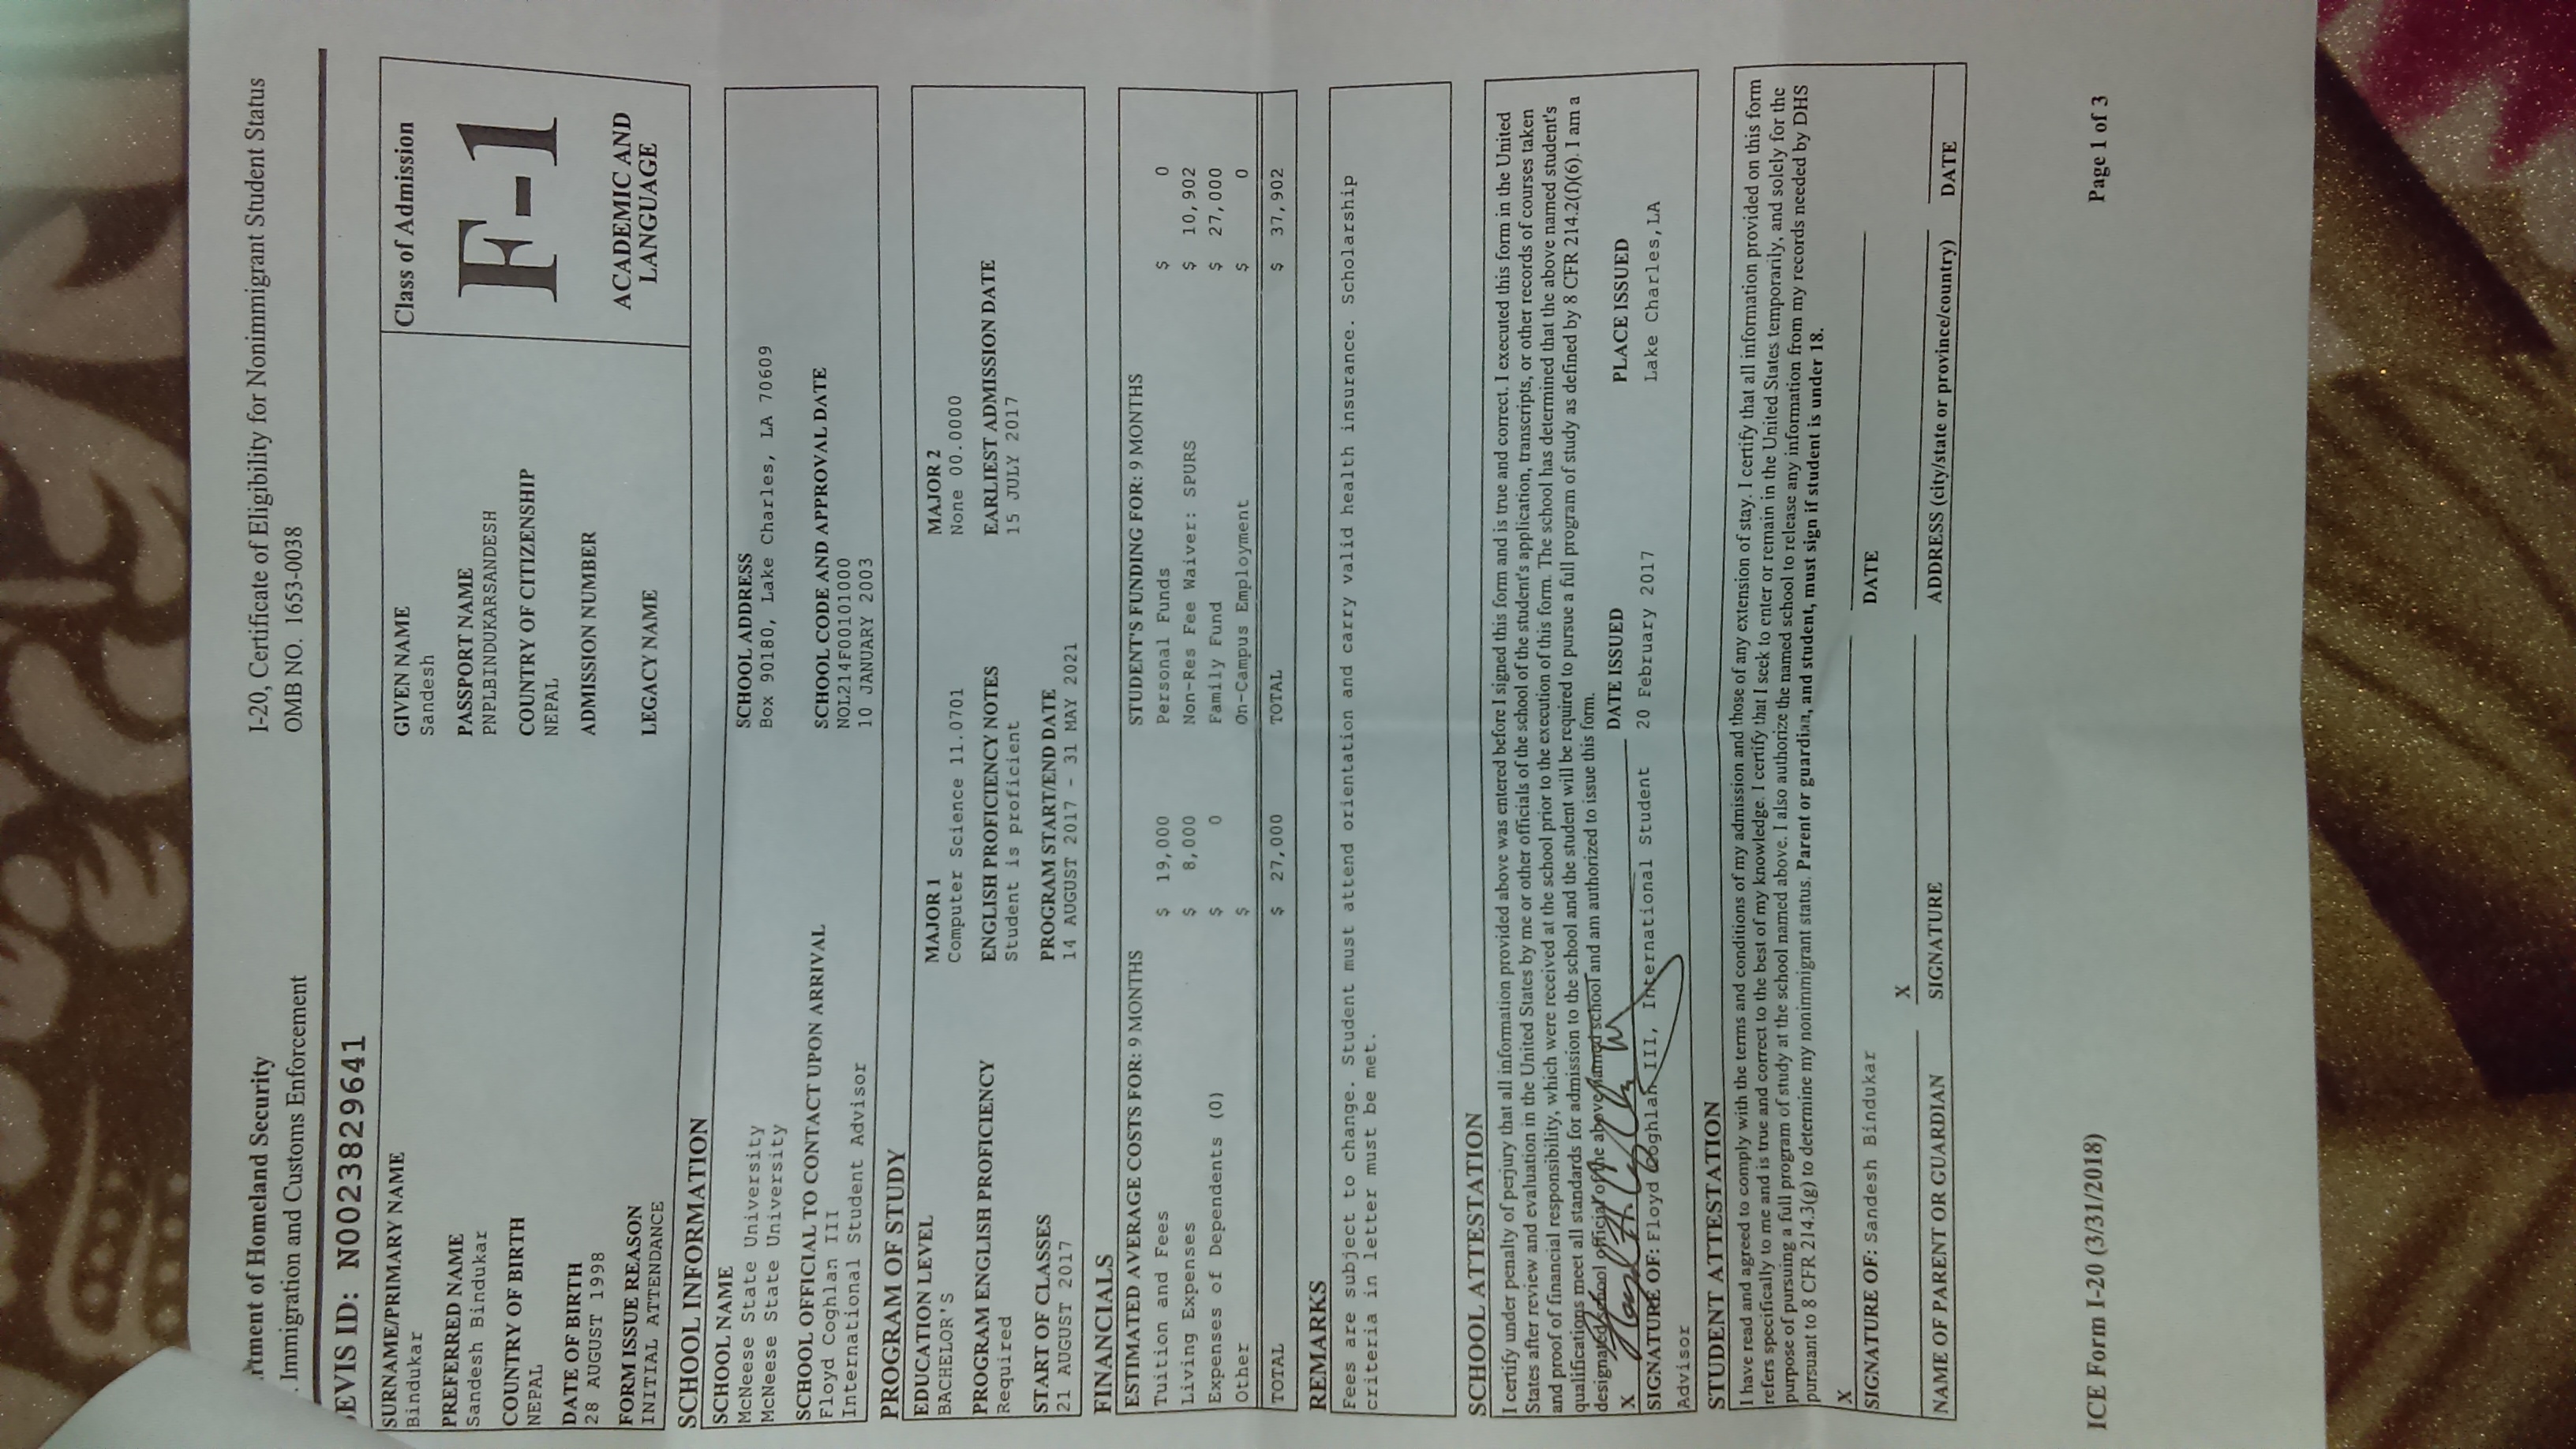 rtment of Homeland Security
. Immigration and Customs Enforcement
I-20, Certificate of Eligibility for Nonimmigrant Student Status
OMB NO. 1653-0038
EVIS ID: N0023829641
SURNAME/PRIMARY NAME
Bindukar
GIVEN NAME
Sandesh
Class of Admission
F-1
ACADEMIC AND
LANGUAGE
PREFERRED NAME
Sandesh Bindukar
PASSPORT NAME
PNPLBINDUKARSANDESH
COUNTRY OF BIRTH
NEPAL
COUNTRY OF CITIZENSHIP
NEPAL
DATE OF BIRTH
28 AUGUST 1998
ADMISSION NUMBER
FORM ISSUE REASON
INITIAL ATTENDANCE
LEGACY NAME
SCHOOL INFORMATION
SCHOOL NAME
McNeese State University
McNeese State University
SCHOOL ADDRESS
Box 90180, Lake Charles, LA 70609
SCHOOL OFFICIAL TO CONTACT UPON ARRIVAL
Floyd Coghlan III
International Student Advisor
SCHOOL CODE AND APPROVAL DATE
NOL214F00101000
10 JANUARY 2003
PROGRAM OF STUDY
EDUCATION LEVEL
BACHELOR'S
MAJOR 1
Computer Science 11.0701
MAJOR 2
None 00.0000
PROGRAM ENGLISH PROFICIENCY
Required
ENGLISH PROFICIENCY NOTES
Student is proficient
EARLIEST ADMISSION DATE
15 JULY 2017
START OF CLASSES
21 AUGUST 2017
PROGRAM START/END DATE
14 AUGUST 2017 - 31 MAY 2021
FINANCIALS
ESTIMATED AVERAGE COSTS FOR: 9 MONTHS
Tuition and Fees $ 19,000
Living Expenses $ 8,000
Expenses of Dependents (0) $ 0
Other $
TOTAL $ 27,000
STUDENT'S FUNDING FOR: 9 MONTHS
Personal Funds $ 0
Non-Res Fee Waiver: SPURS $ 10,902
Family Fund $ 27,000
On-Campus Employment $ 0
TOTAL $ 37,902
REMARKS
Fees are subject to change. Student must attend orientation and carry valid health insurance. Scholarship
criteria in letter must be met.
SCHOOL ATTESTATION
I certify under penalty of perjury that all information provided above was entered before I signed this form and is true and correct. I executed this form in the United
States after review and evaluation in the United States by me or other officials of the school of the student's application, transcripts, or other records of courses taken
and proof of financial responsibility, which were received at the school prior to the execution of this form. The school has determined that the above named student's
qualifications meet all standards for admission to the school and the student will be required to pursue a full program of study as defined by 8 CFR 214.2(f)(6). I am a
designated school official of the above named school and am authorized to issue this form.
X
SIGNATURE OF: Floyd Coghlan III, International Student
Advisor
DATE ISSUED
20 February 2017
PLACE ISSUED
Lake Charles,LA
STUDENT ATTESTATION
I have read and agreed to comply with the terms and conditions of my admission and those of any extension of stay. I certify that all information provided on this form
refers specifically to me and is true and correct to the best of my knowledge. I certify that I seek to enter or remain in the United States temporarily, and solely for the
purpose of pursuing a full program of study at the school named above. I also authorize the named school to release any information from my records needed by DHS
pursuant to 8 CFR 214.3(g) to determine my nonimmigrant status. Parent or guardian, and student, must sign if student is under 18.
X
SIGNATURE OF: Sandesh Bindukar
DATE
X
NAME OF PARENT OR GUARDIAN
SIGNATURE
ADDRESS (city/state or province/country)
DATE
ICE Form I-20 (3/31/2018)
Page 1 of 3